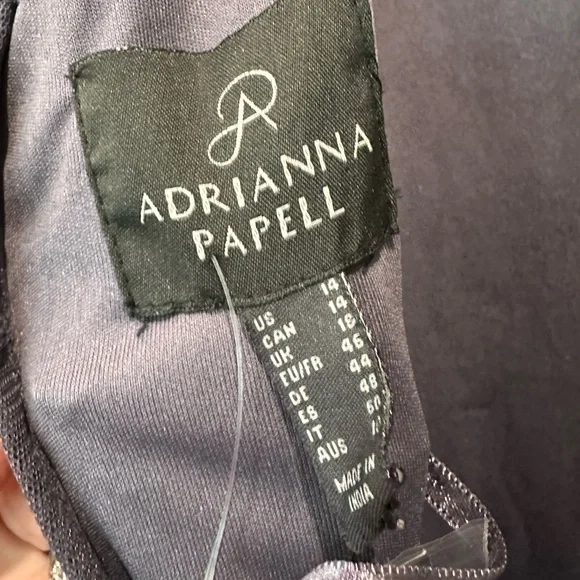 ADRIANNA
PAPELL
US 14
CAN 14
UK 18
EU/FR 46
DE 44
ES 48
IT 50
AUS
MADE IN
INDIA